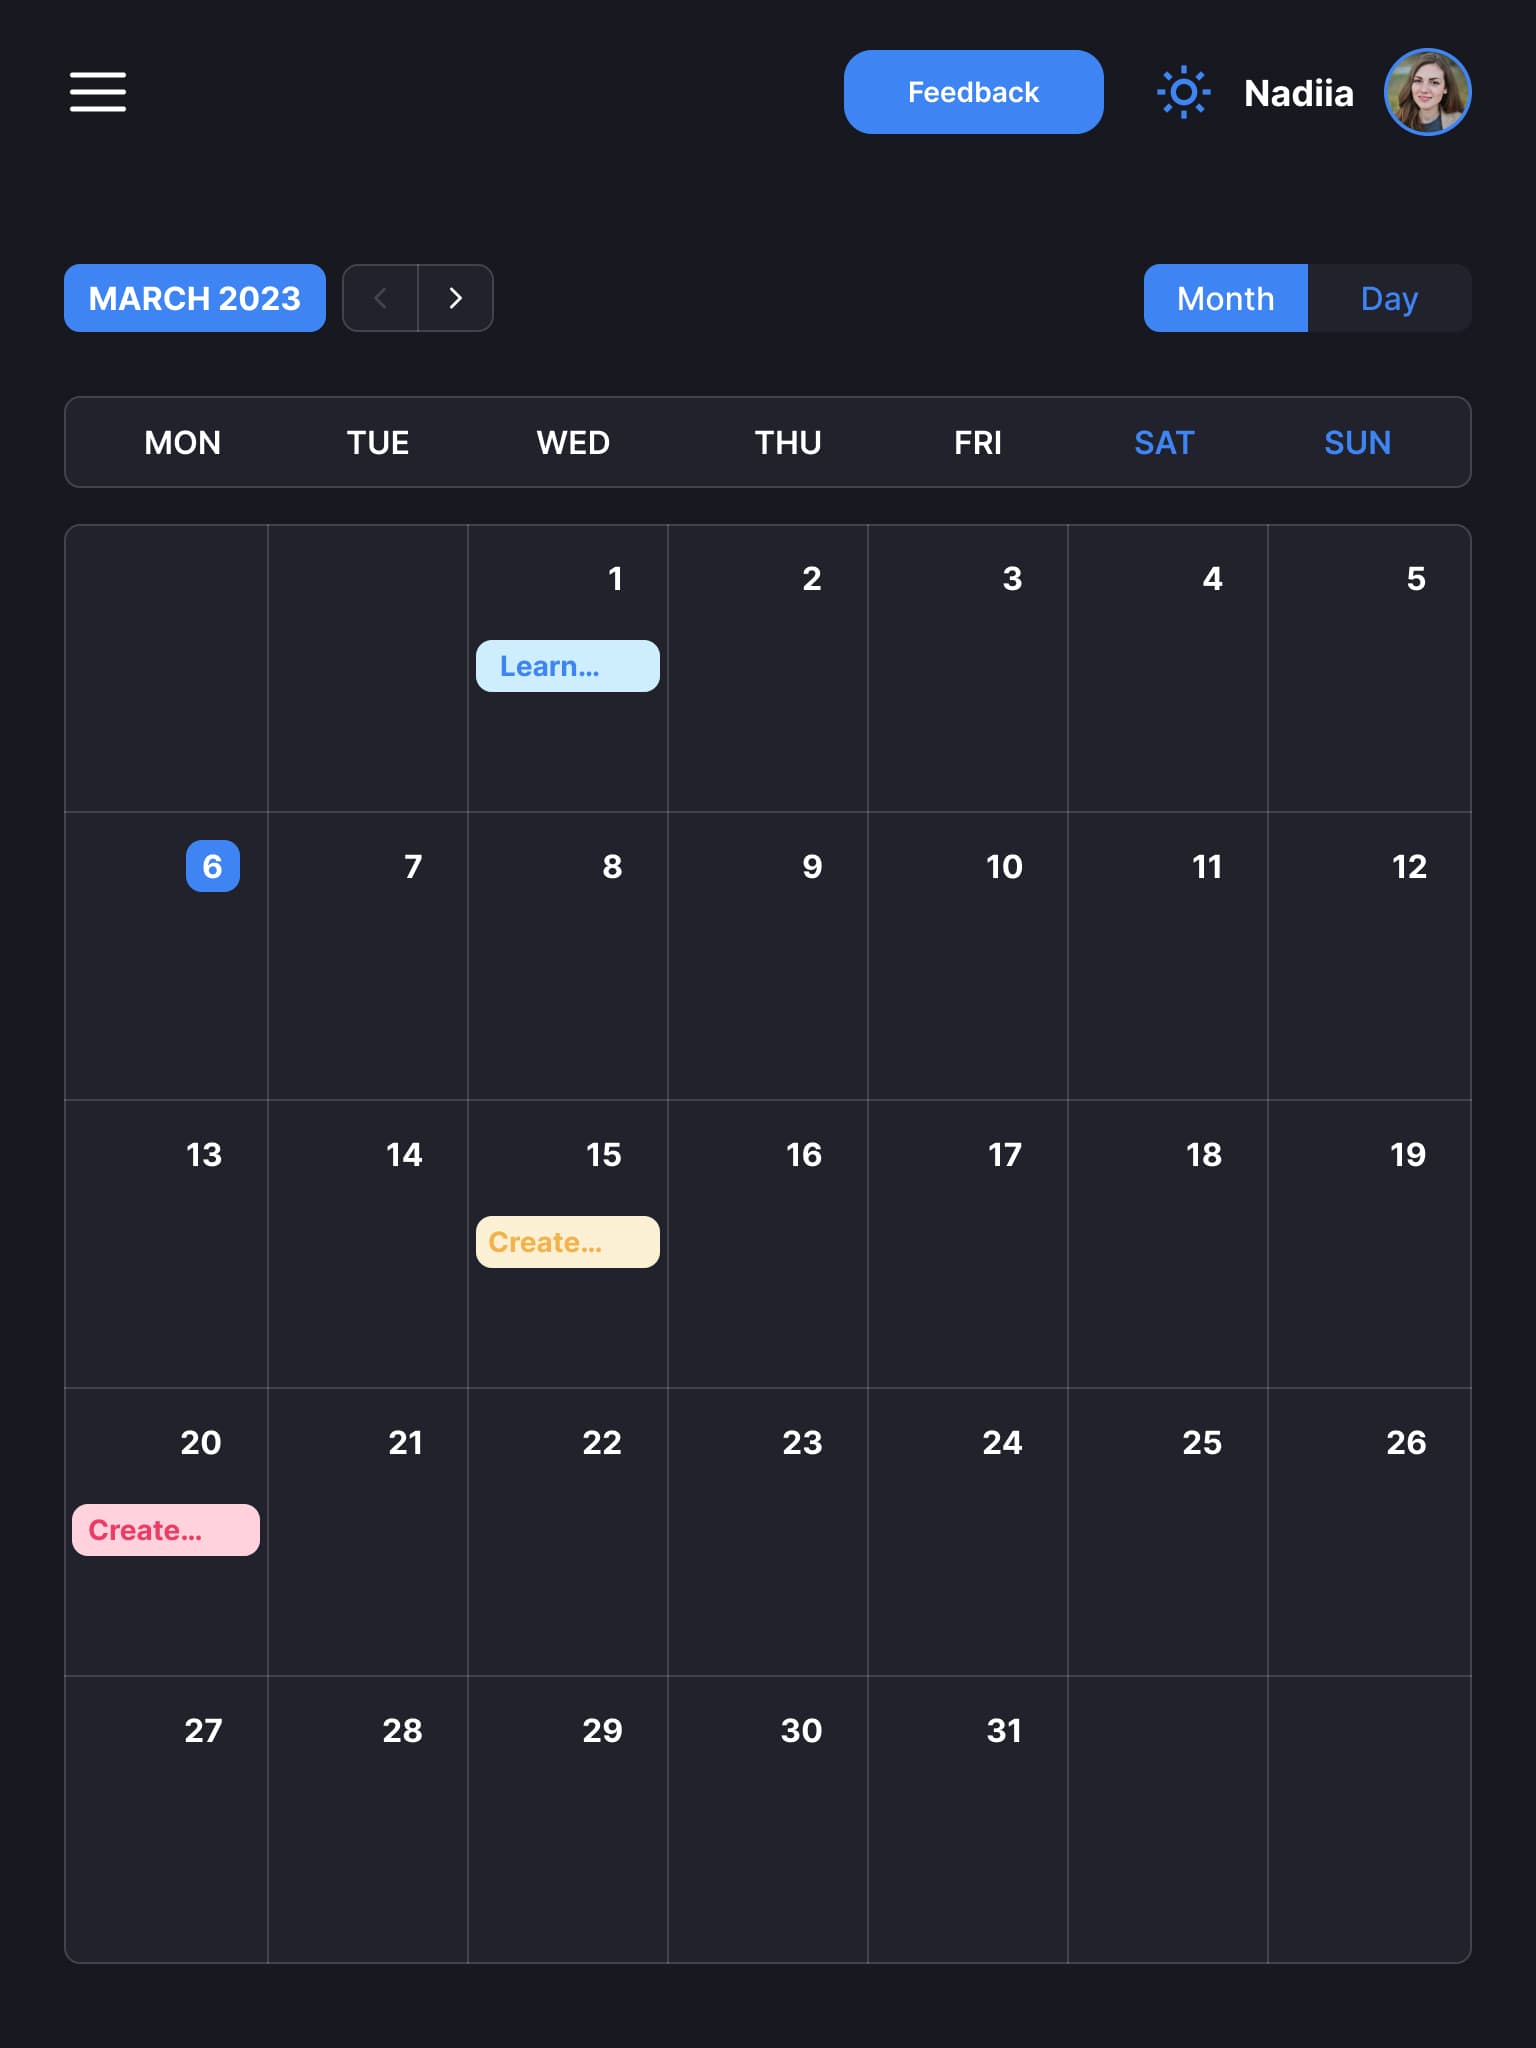 Feedback
Nadiia
MARCH 2023
Month
Day
MON TUE WED THU FRI SAT SUN
1 2 3 4 5
Learn...
6 7 8 9 10 11 12
13 14 15 16 17 18 19
Create...
20 21 22 23 24 25 26
Create...
27 28 29 30 31